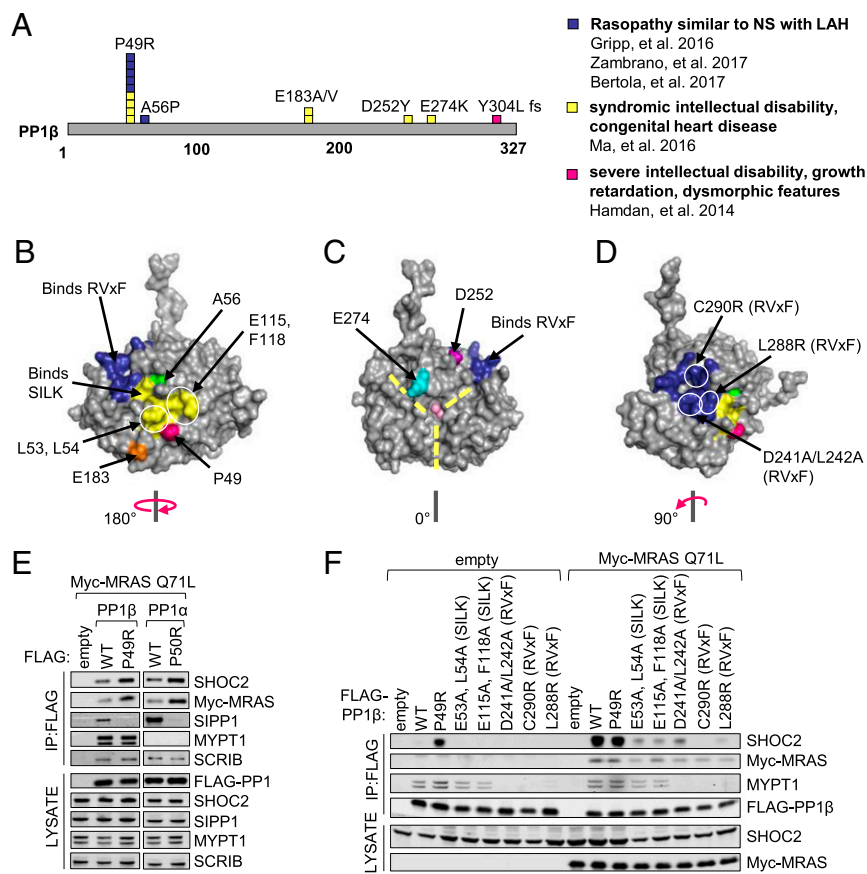 A
P49R
A56P
E183A/V
D252Y
E274K
Y304L fs
PP1β
1
100
200
327
Rasopathy similar to NS with LAH
Gripp, et al. 2016
Zambrano, et al. 2017
Bertola, et al. 2017
syndromic intellectual disability,
congenital heart disease
Ma, et al. 2016
severe intellectual disability, growth
retardation, dysmorphic features
Hamdan, et al. 2014
B
Binds RVxF
A56
E115,
F118
Binds
SILK
L53, L54
E183
P49
180°
C
E274
D252
Binds RVxF
0°
D
C290R (RVxF)
L288R (RVxF)
D241A/L242A
(RVxF)
90°
E
Myc-MRAS Q71L
PP1β
PP1α
FLAG:
empty
WT
P49R
WT
P50R
IP:FLAG
SHOC2
Myc-MRAS
SIPP1
MYPT1
SCRIB
LYSATE
FLAG-PP1
SHOC2
SIPP1
MYPT1
SCRIB
F
empty
Myc-MRAS Q71L
FLAG-
PP1β:
empty
WT
P49R
E53A, L54A (SILK)
E115A, F118A (SILK)
D241A/L242A (RVxF)
C290R (RVxF)
L288R (RVxF)
empty
WT
P49R
E53A, L54A (SILK)
E115A, F118A (SILK)
D241A/L242A (RVxF)
C290R (RVxF)
L288R (RVxF)
IP:FLAG
SHOC2
Myc-MRAS
MYPT1
FLAG-PP1β
LYSATE
SHOC2
Myc-MRAS